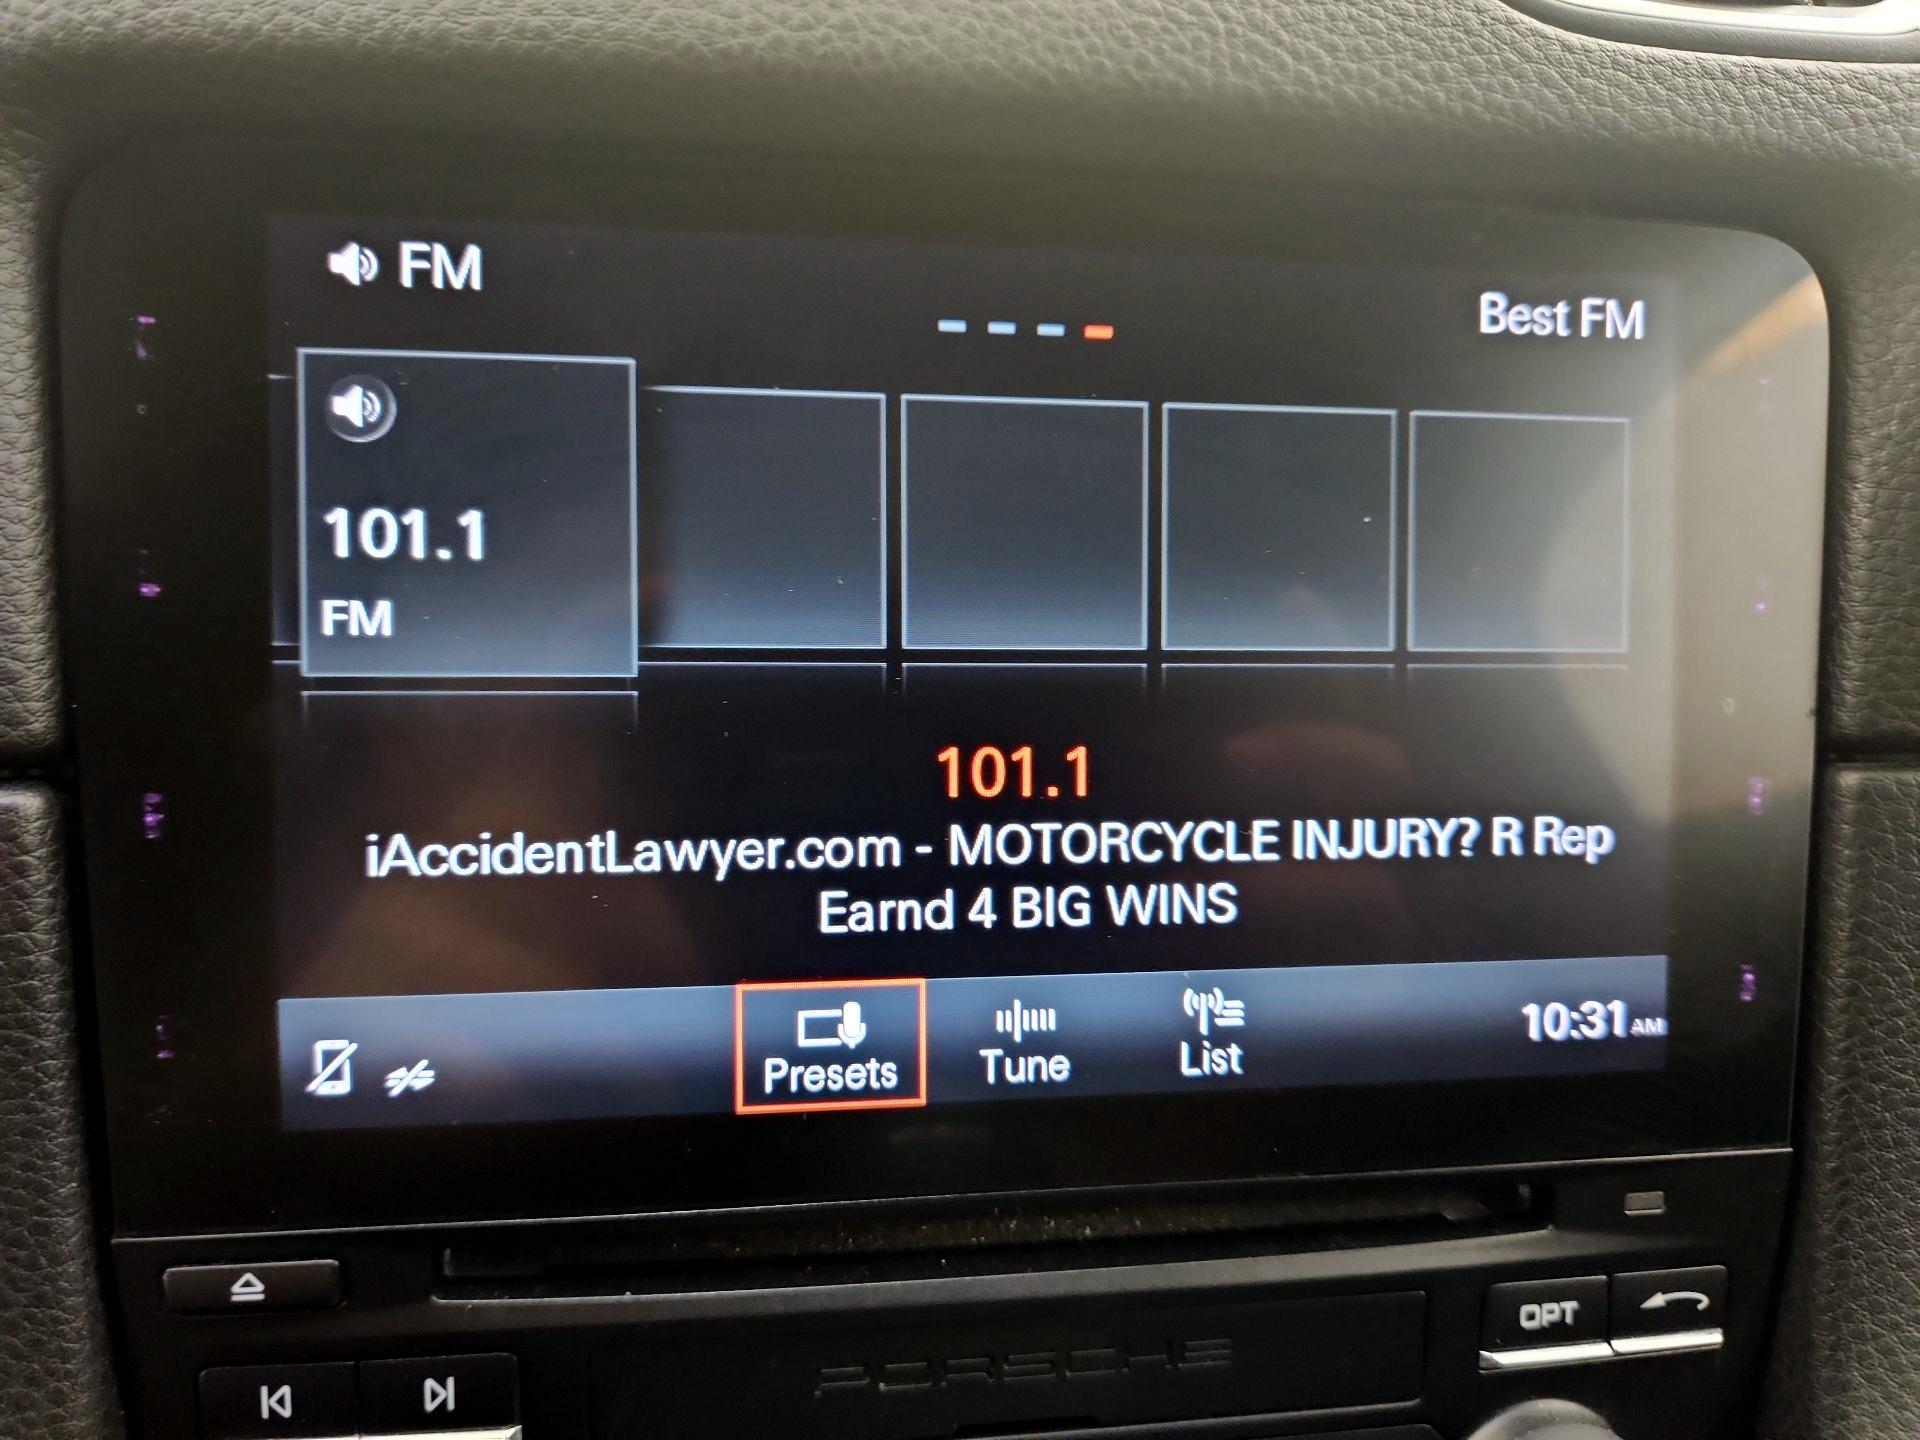 FM
Best FM
101.1
FM
101.1
iAccidentLawyer.com - MOTORCYCLE INJURY? R Rep
Earnd 4 BIG WINS
Presets
Tune
List
10:31 AM
OPT
PORSCHE